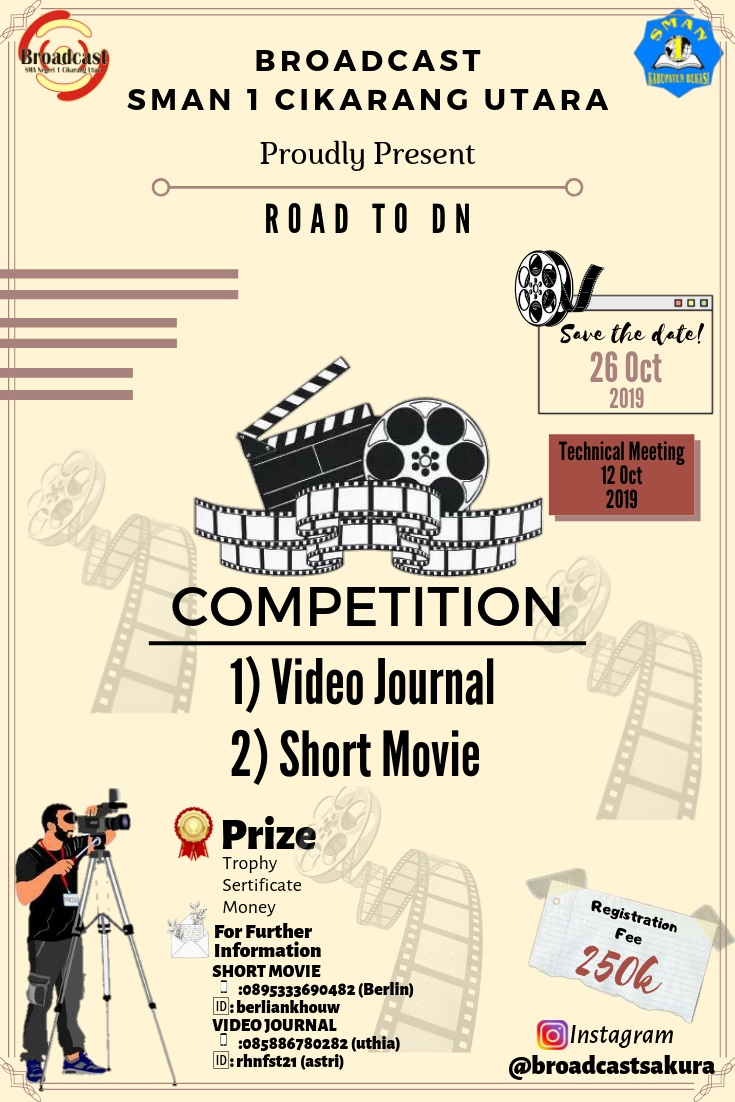 Broadcast
SMA Negeri 1 Cikarang Utara
SMAN
1
KABUPATEN BEKASI
BROADCAST
SMAN 1 CIKARANG UTARA
Proudly Present
ROAD TO DN
Save the date!
26 Oct
2019
Technical Meeting
12 Oct
2019
COMPETITION
1) Video Journal
2) Short Movie
Prize
Trophy
Sertificate
Money
For Further
Information
SHORT MOVIE
:0895333690482 (Berlin)
ID: berliankhouw
VIDEO JOURNAL
:085886780282 (uthia)
ID: rhnfst21 (astri)
PRESS
Registration
Fee
250k
Instagram
@broadcastsakura